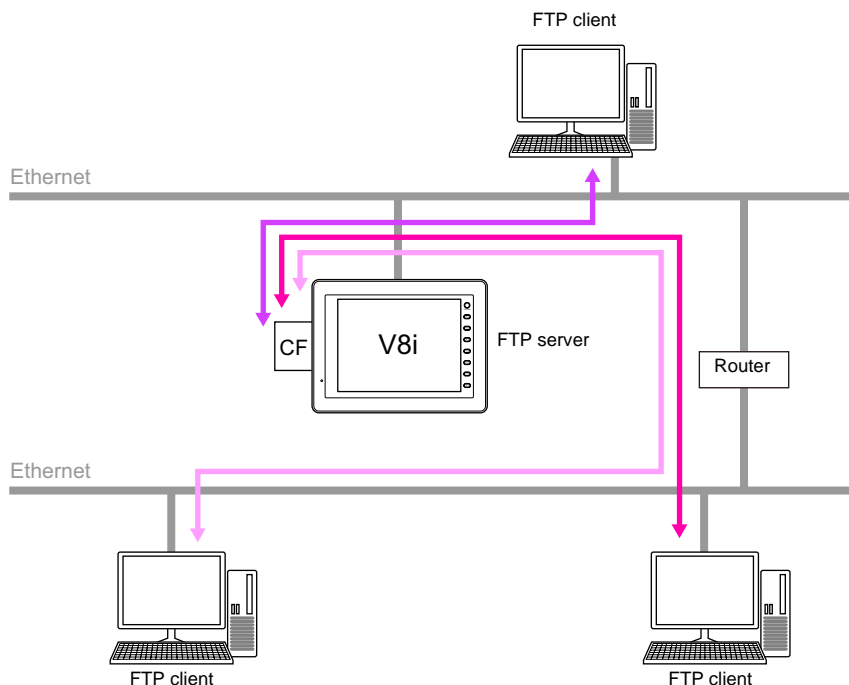 FTP client
Ethernet
CF
V8i
FTP server
Router
Ethernet
FTP client
FTP client